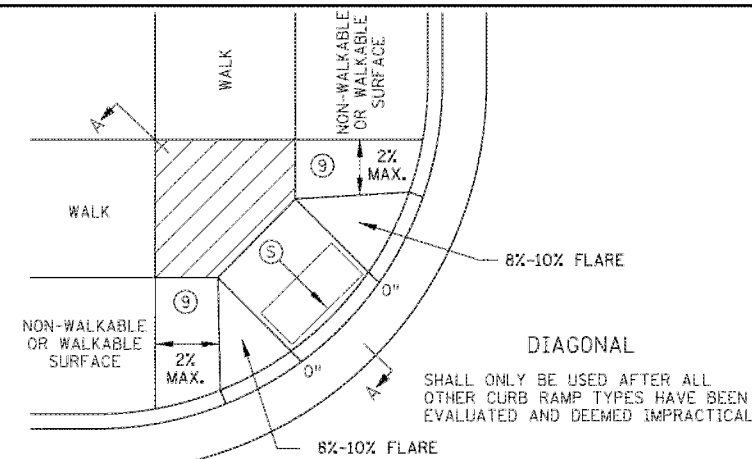 WALK
NON-WALKABLE
OR WALKABLE
SURFACE
A
9
2%
MAX.
WALK
8%-10% FLARE
S
0"
9
NON-WALKABLE
OR WALKABLE
SURFACE
2%
MAX.
0"
A
DIAGONAL
SHALL ONLY BE USED AFTER ALL
OTHER CURB RAMP TYPES HAVE BEEN
EVALUATED AND DEEMED IMPRACTICAL
8%-10% FLARE